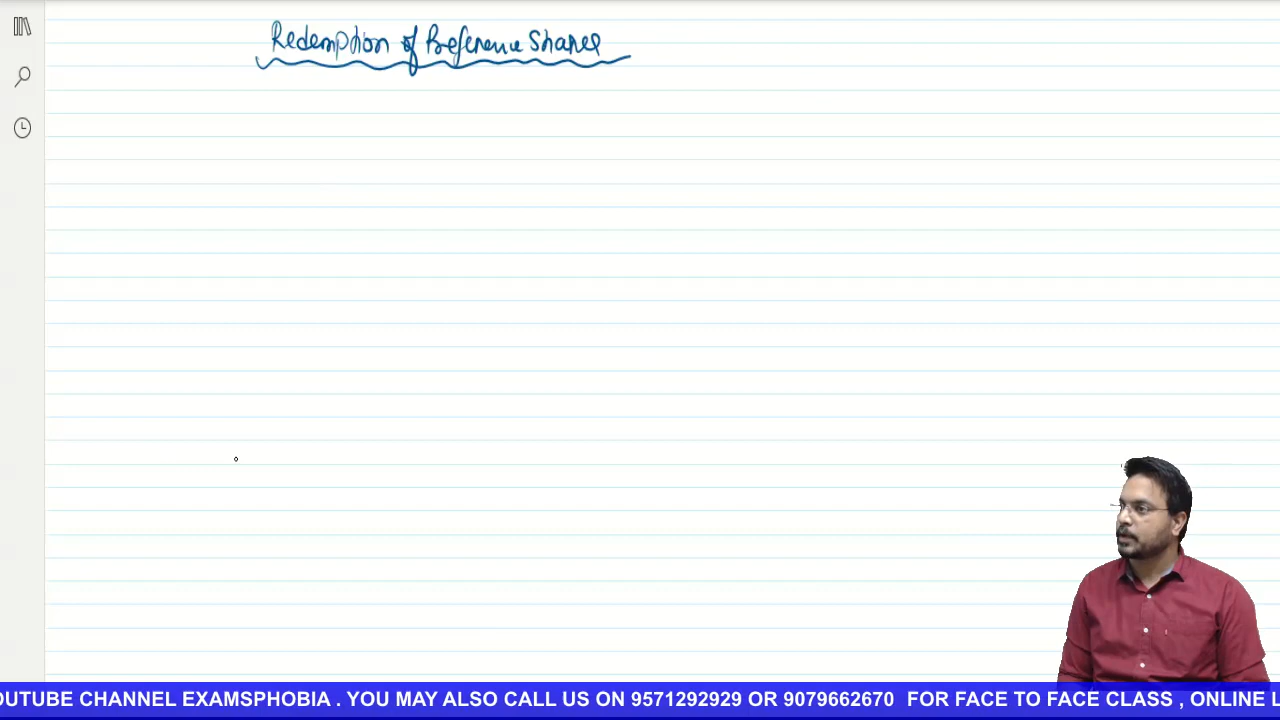 Redemption of Preference Shares
OUTUBE CHANNEL EXAMSPHOBIA . YOU MAY ALSO CALL US ON 9571292929 OR 9079662670 FOR FACE TO FACE CLASS , ONLINE L